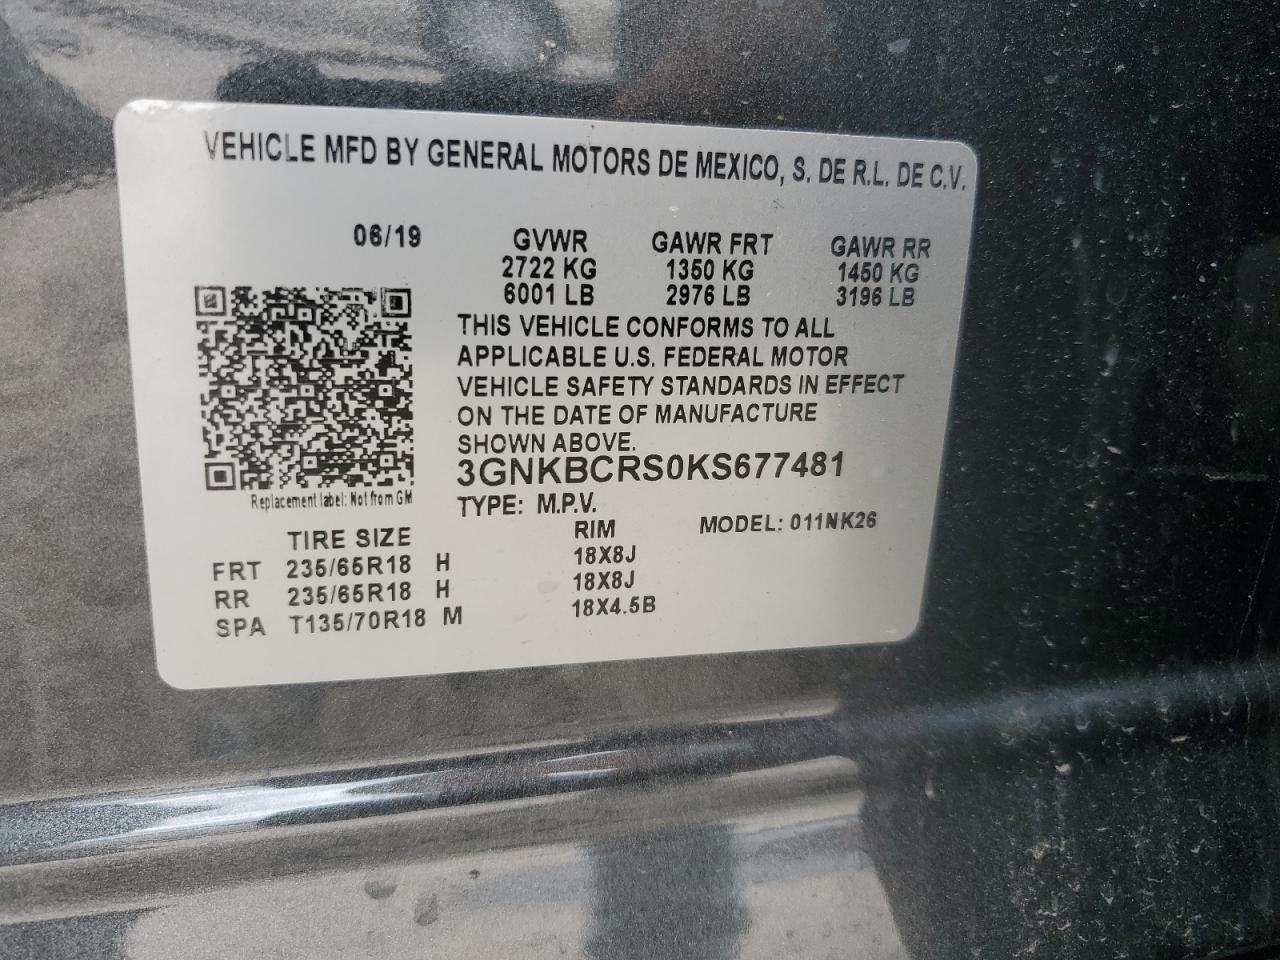 VEHICLE MFD BY GENERAL MOTORS DE MEXICO, S. DE R.L. DE C.V.
06/19 GVWR GAWR FRT GAWR RR
2722 KG 1350 KG 1450 KG
6001 LB 2976 LB 3196 LB
THIS VEHICLE CONFORMS TO ALL
APPLICABLE U.S. FEDERAL MOTOR
VEHICLE SAFETY STANDARDS IN EFFECT
ON THE DATE OF MANUFACTURE
SHOWN ABOVE.
3GNKBCRS0KS677481
Replacement label: Not from GM
TYPE: M.P.V.
TIRE SIZE RIM MODEL: 011NK26
FRT 235/65R18 H 18X8J
RR 235/65R18 H 18X8J
SPA T135/70R18 M 18X4.5B